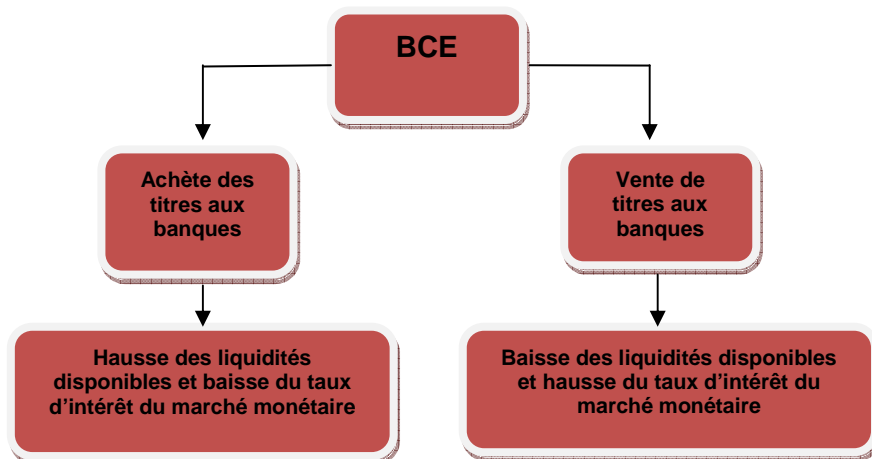 BCE
Achète des
titres aux
banques
Vente de
titres aux
banques
Hausse des liquidités
disponibles et baisse du taux
d’intérêt du marché monétaire
Baisse des liquidités disponibles
et hausse du taux d’intérêt du
marché monétaire